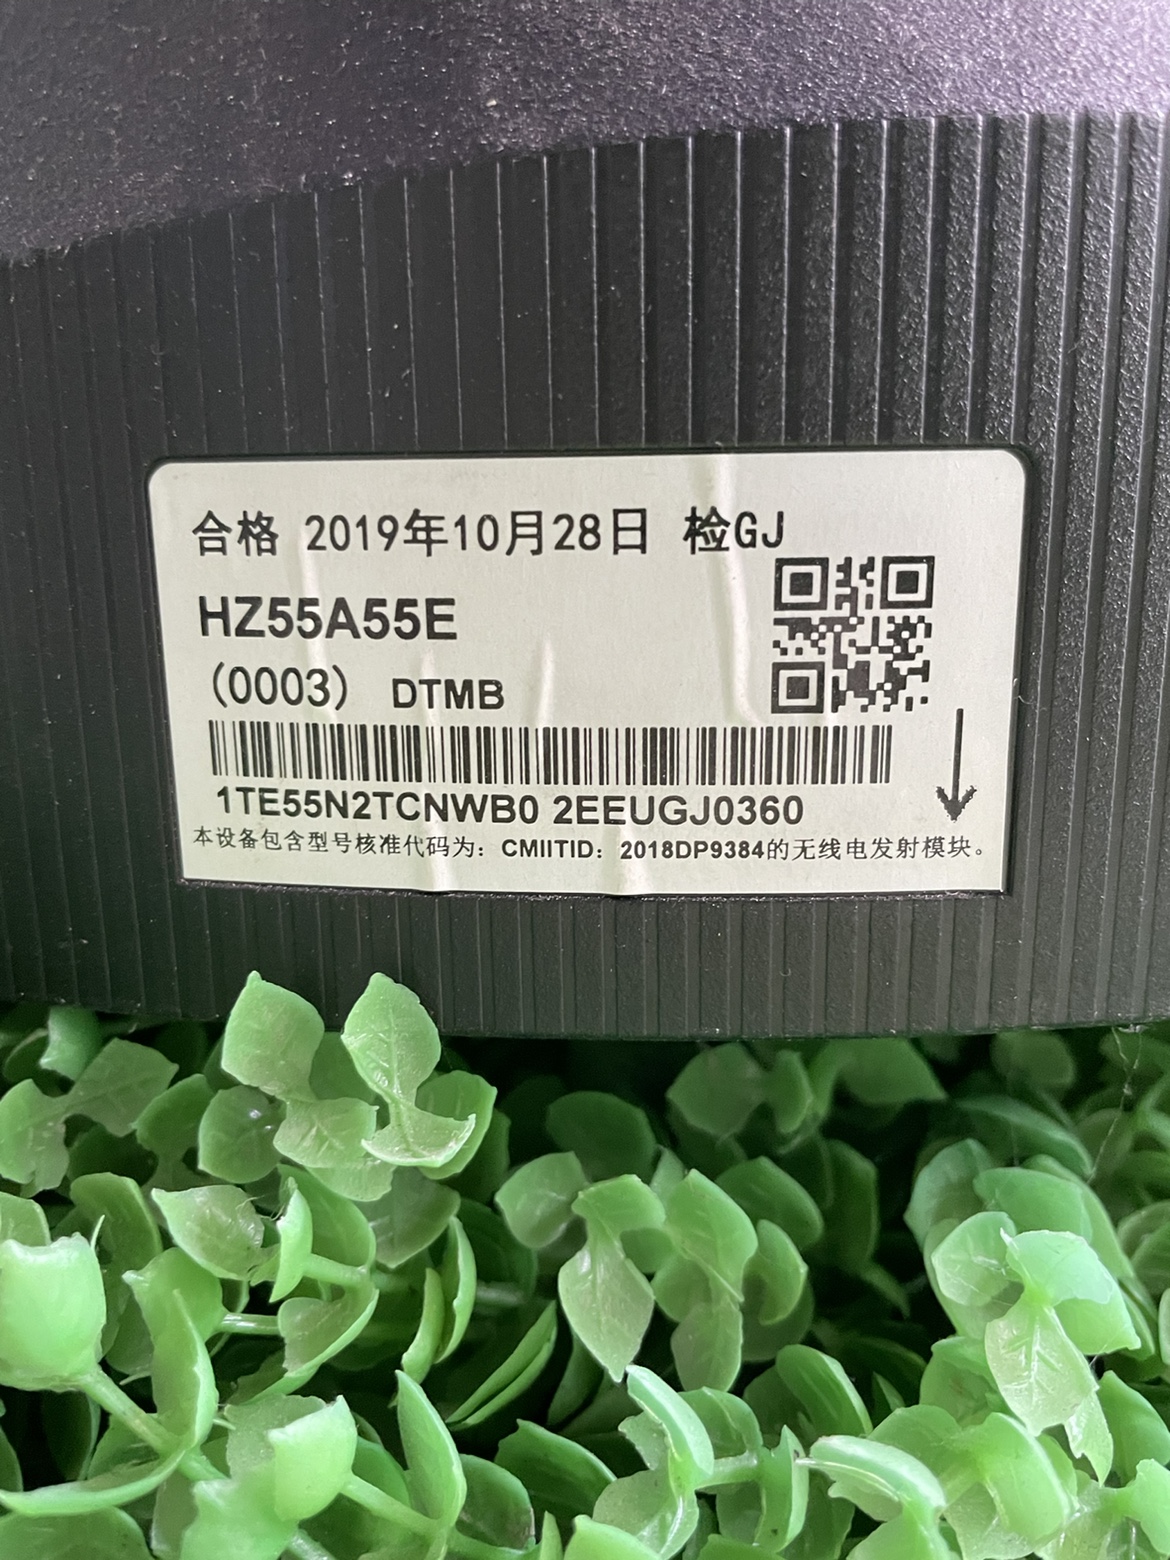 合格 2019年10月28日 检GJ
HZ55A55E
(0003) DTMB
1TE55N2TCNWB0 2EEUGJ0360
本设备包含型号核准代码为：CMIITID：2018DP9384的无线电发射模块。